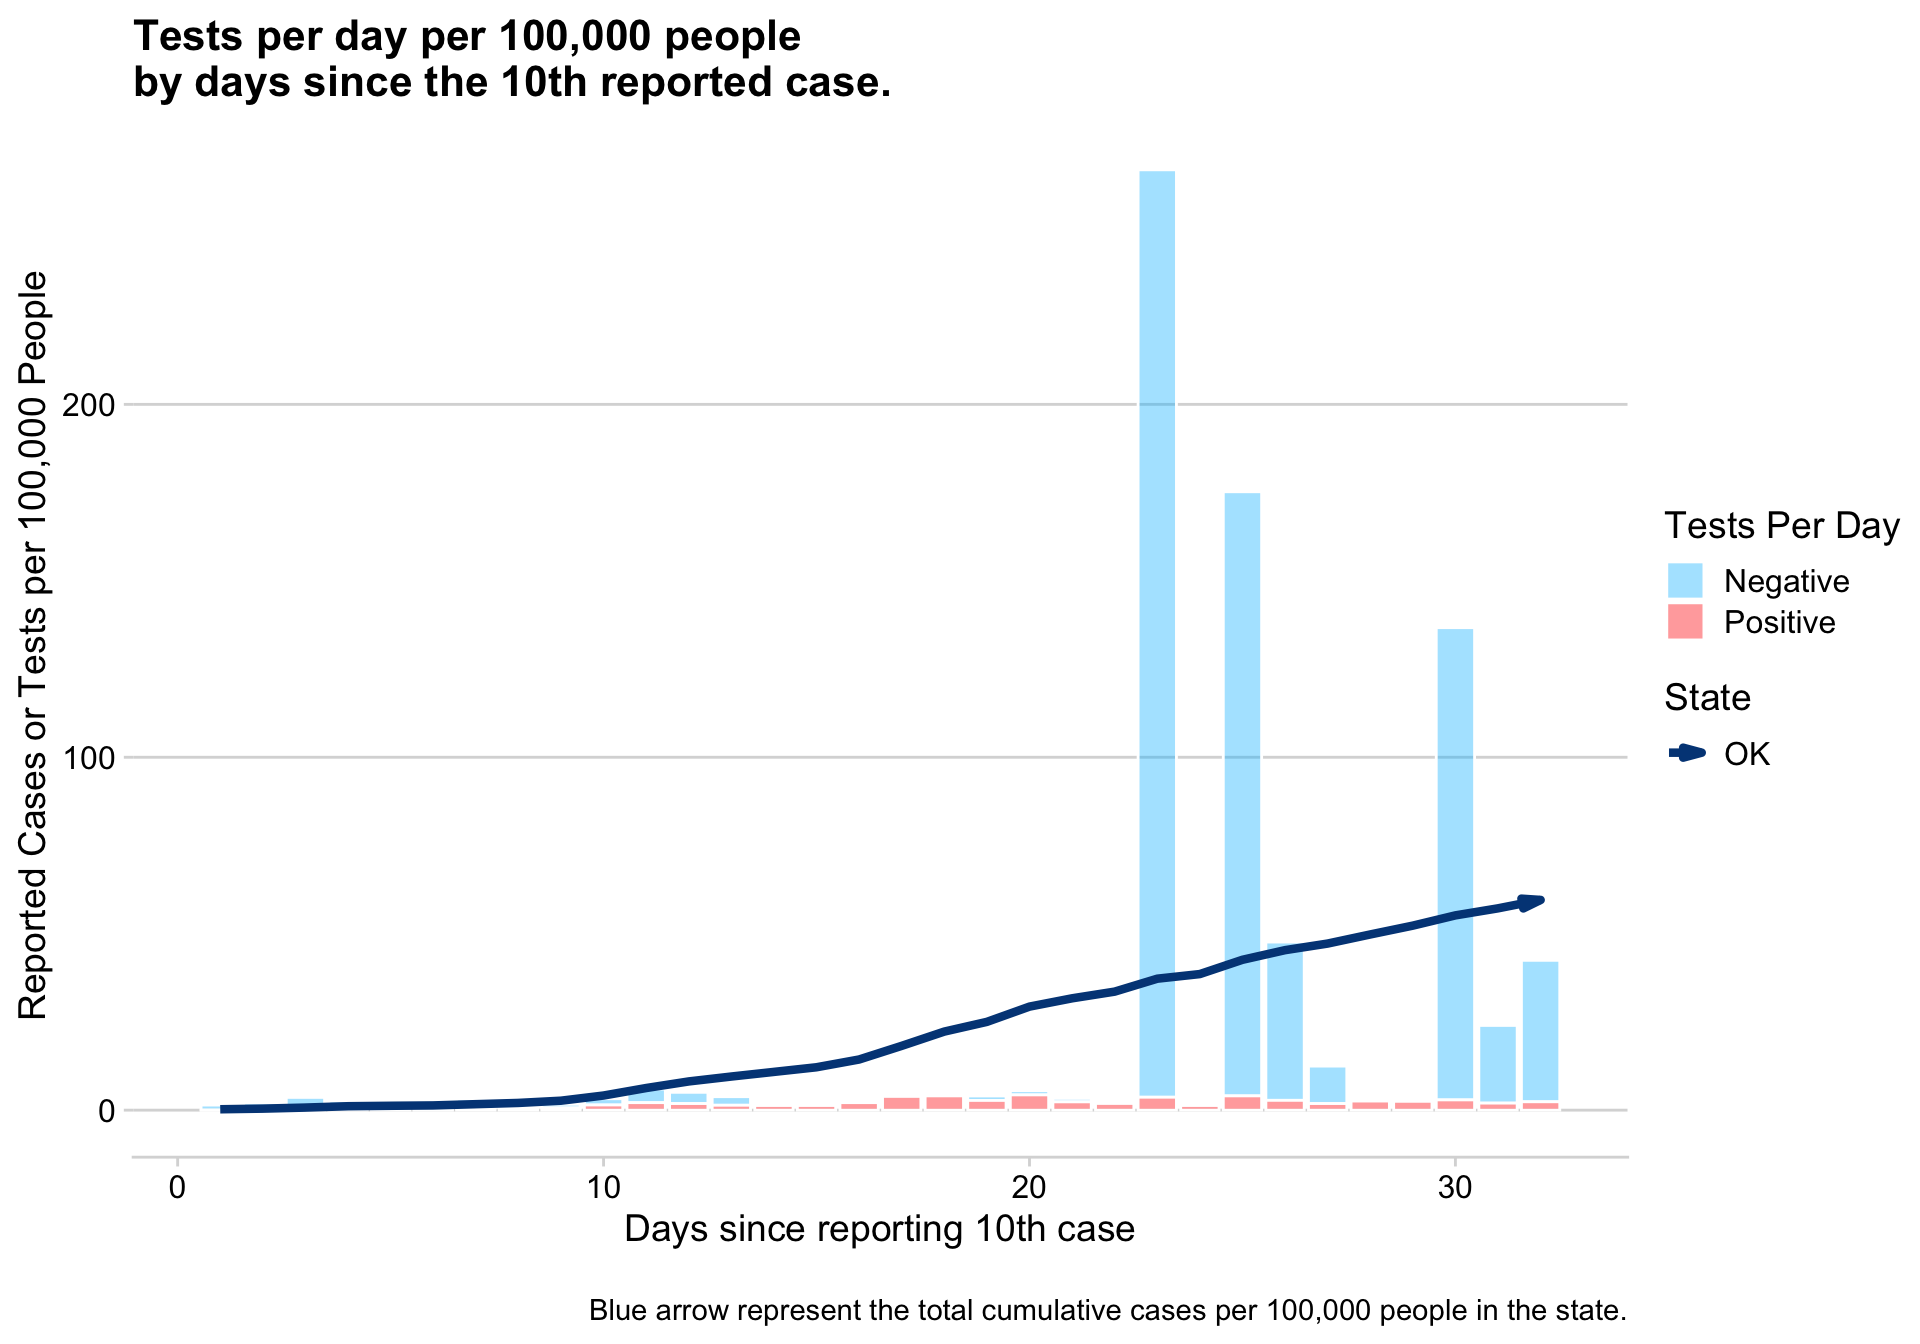 Tests per day per 100,000 people
by days since the 10th reported case.
Reported Cases or Tests per 100,000 People
200
100
0
0
10
20
30
Days since reporting 10th case
Tests Per Day
Negative
Positive
State
OK
Blue arrow represent the total cumulative cases per 100,000 people in the state.